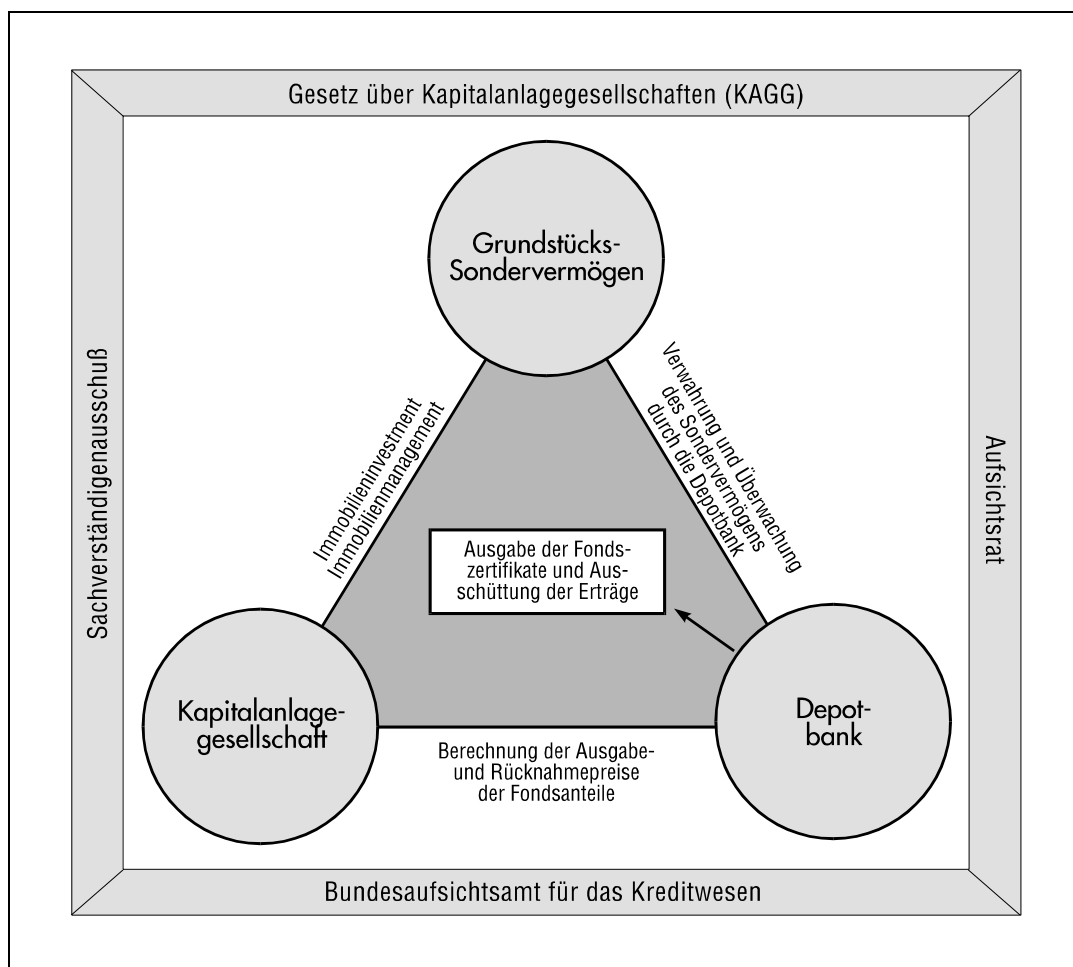 Gesetz über Kapitalanlagegesellschaften (KAGG)
Grundstücks-
Sondervermögen
Sachverständigenausschuß
Immobilieninvestment
Immobilienmanagement
Verwahrung und Überwachung
des Sondervermögens
durch die Depotbank
Aufsichtsrat
Ausgabe der Fonds-
zertifikate und Aus-
schüttung der Erträge
Kapitalanlage-
gesellschaft
Depot-
bank
Berechnung der Ausgabe-
und Rücknahmepreise
der Fondsanteile
Bundesaufsichtsamt für das Kreditwesen